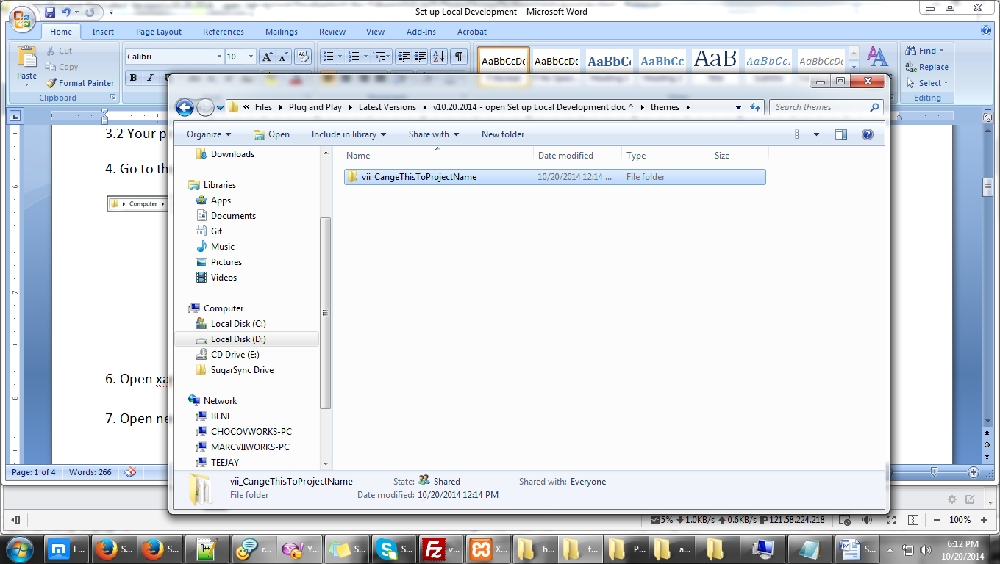 Set up Local Development - Microsoft Word
Home Insert Page Layout References Mailings Review View Add-Ins Acrobat
Paste
Cut
Copy
Format Painter
Clipboard
Calibri 10
B I
AaBbCcDc AaBbCcDc AaBbC AaBbCc AaB AaBbCc. AaBbCcDc
Find
Replace
Select
Editing
3.2 Your p
4. Go to th
Computer
6. Open xa
7. Open ne
« Files Plug and Play Latest Versions v10.20.2014 - open Set up Local Development doc ^ themes
Search themes
Organize Open Include in library Share with New folder
Name Date modified Type Size
vii_CangeThisToProjectName 10/20/2014 12:14 ... File folder
Downloads
Libraries
Apps
Documents
Git
Music
Pictures
Videos
Computer
Local Disk (C:)
Local Disk (D:)
CD Drive (E:)
SugarSync Drive
Network
BENI
CHOCOVWORKS-PC
MARCVIIWORKS-PC
TEEJAY
vii_CangeThisToProjectName State: Shared Shared with: Everyone
File folder Date modified: 10/20/2014 12:14 PM
Page: 1 of 4 Words: 266
5% 1.0KB/s 0.6KB/s IP 121.58.224.218 100%
F... S... S... r... Y... S... S... v... X... h... t... P... a... S...
6:12 PM
10/20/2014